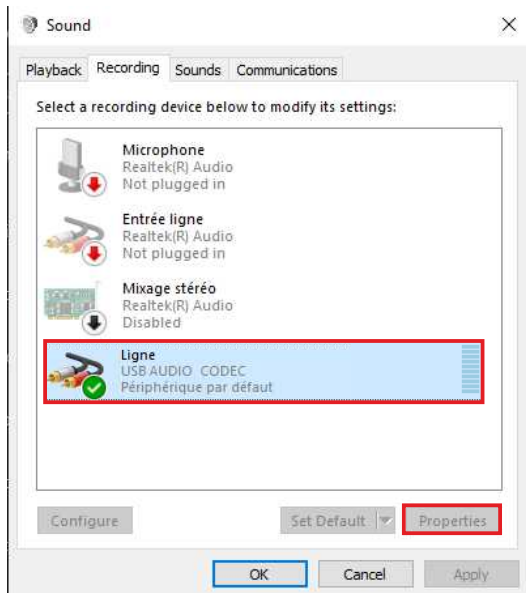 Sound
Playback Recording Sounds Communications
Select a recording device below to modify its settings:
Microphone
Realtek(R) Audio
Not plugged in
Entrée ligne
Realtek(R) Audio
Not plugged in
Mixage stéréo
Realtek(R) Audio
Disabled
Ligne
USB AUDIO CODEC
Périphérique par défaut
Configure Set Default Properties
OK Cancel Apply